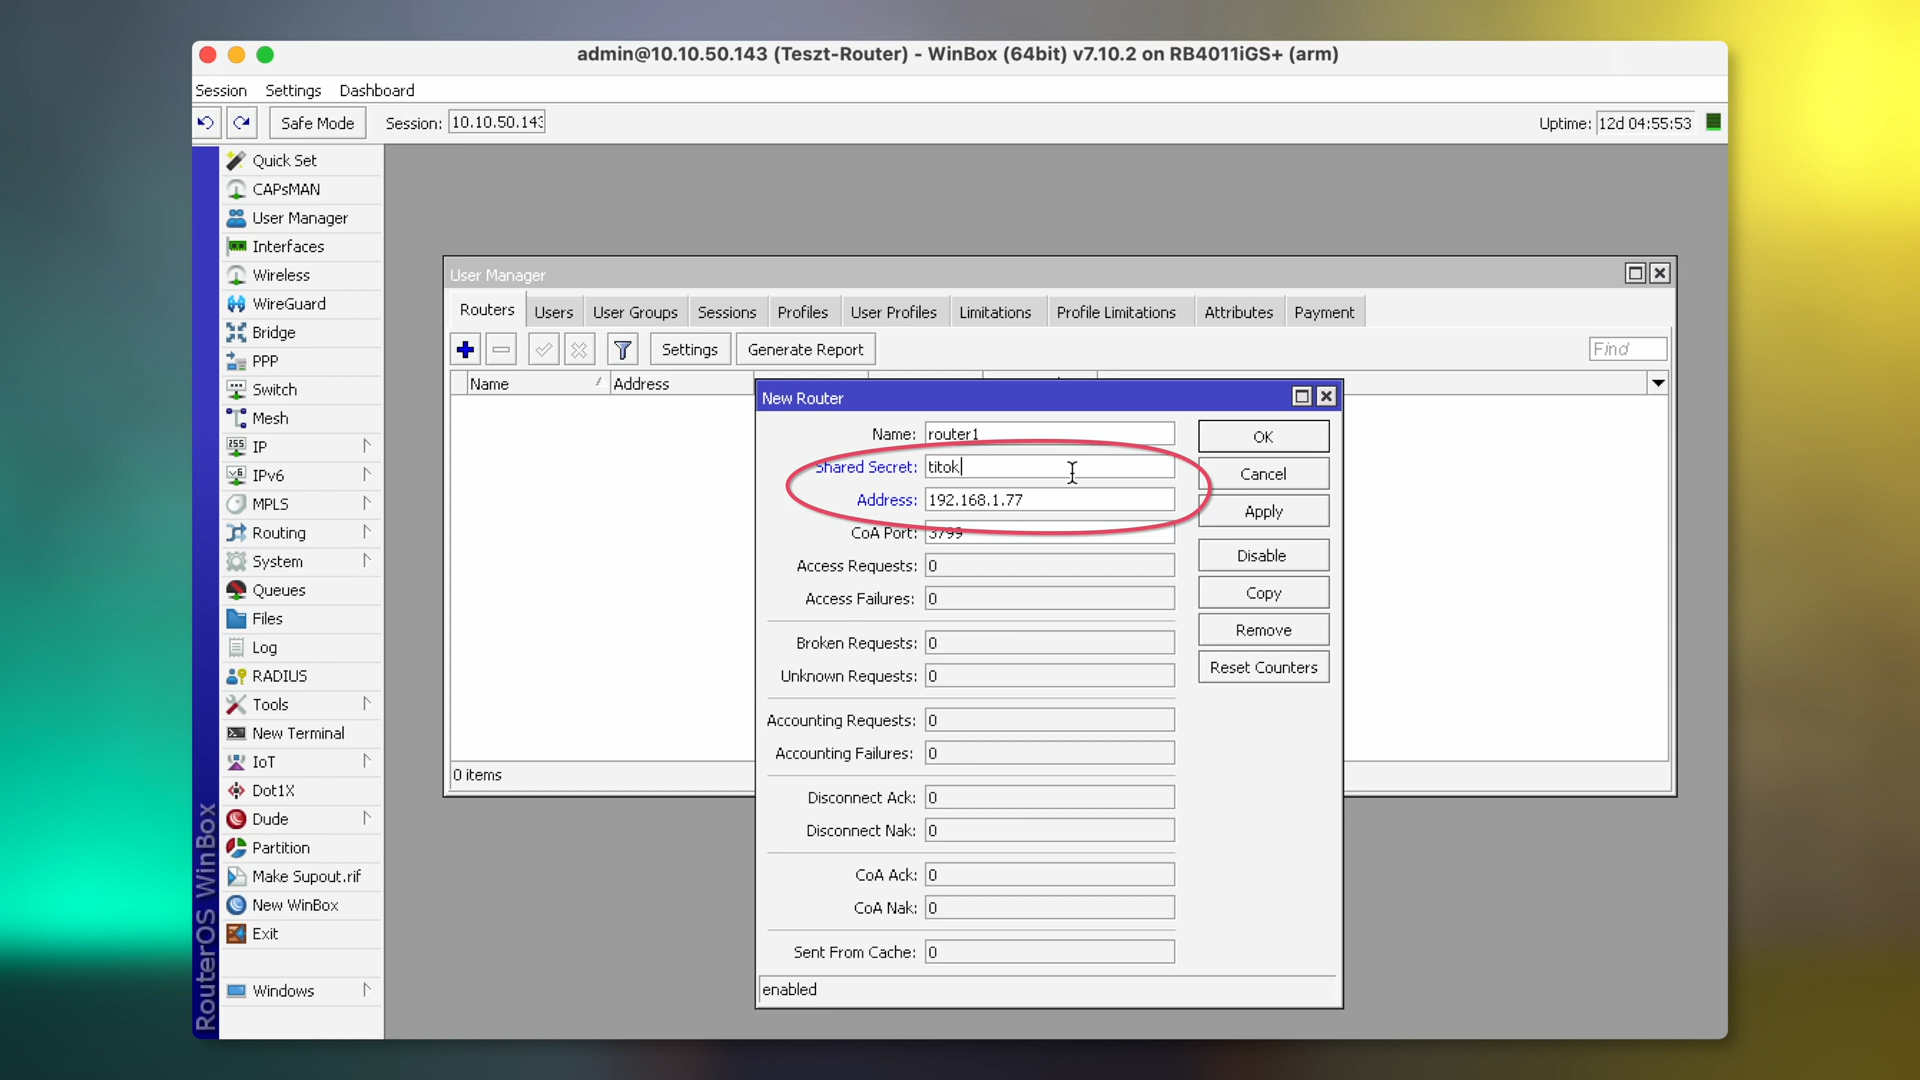 admin@10.10.50.143 (Teszt-Router) - WinBox (64bit) v7.10.2 on RB4011iGS+ (arm)
Session Settings Dashboard
Safe Mode Session: 10.10.50.143 Uptime: 12d 04:55:53
Quick Set
CAPsMAN
User Manager
Interfaces
Wireless
WireGuard
Bridge
PPP
Switch
Mesh
IP
IPv6
MPLS
Routing
System
Queues
Files
Log
RADIUS
Tools
New Terminal
IoT
Dot1X
Dude
Partition
Make Supout.rif
New WinBox
Exit
Windows
RouterOS WinBox
User Manager
Routers Users User Groups Sessions Profiles User Profiles Limitations Profile Limitations Attributes Payment
Settings Generate Report Find
Name Address
0 items
New Router
Name: router1
Shared Secret: titok
Address: 192.168.1.77
CoA Port: 3799
Access Requests: 0
Access Failures: 0
Broken Requests: 0
Unknown Requests: 0
Accounting Requests: 0
Accounting Failures: 0
Disconnect Ack: 0
Disconnect Nak: 0
CoA Ack: 0
CoA Nak: 0
Sent From Cache: 0
enabled
OK
Cancel
Apply
Disable
Copy
Remove
Reset Counters